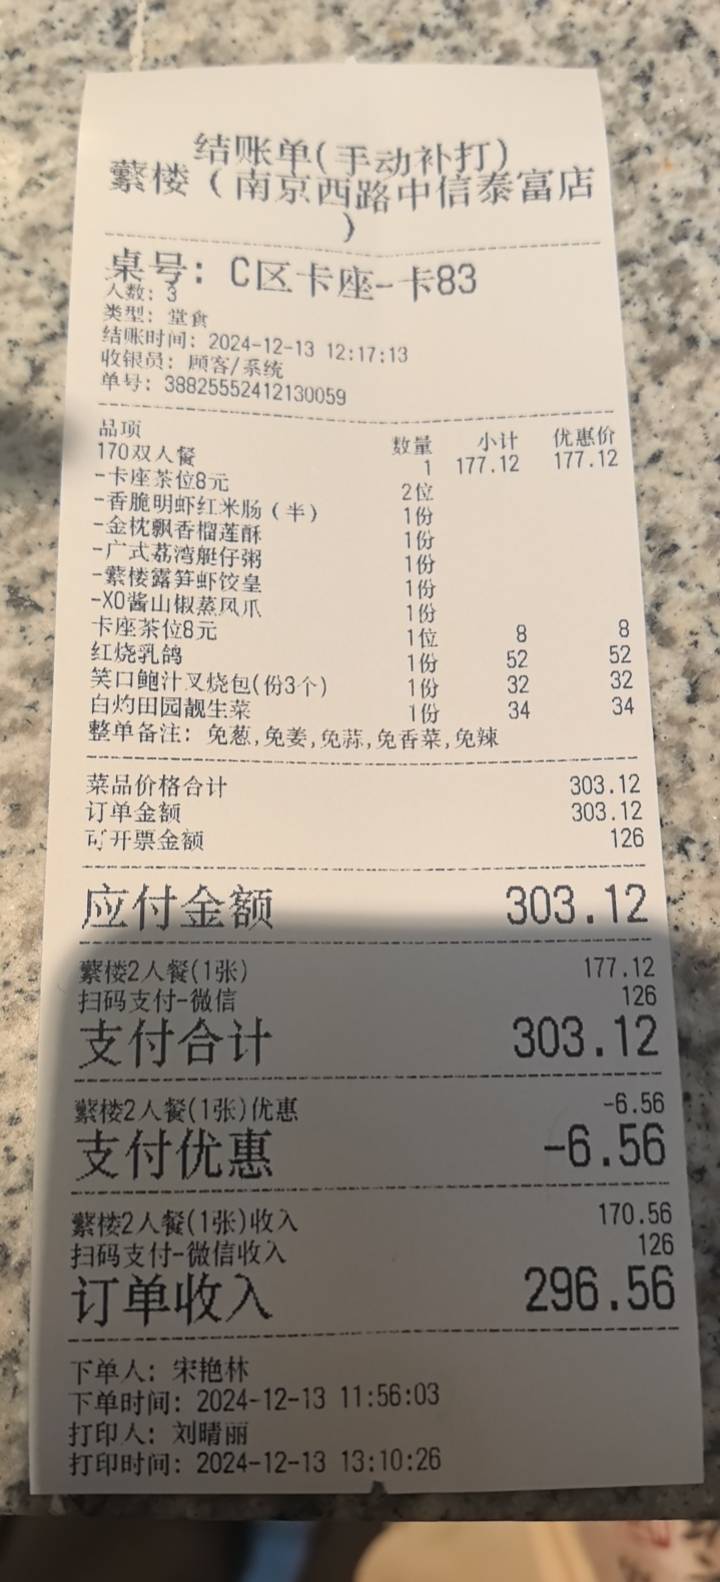 结账单(手动补打)
蘩楼（南京西路中信泰富店
）
桌号: C区卡座-卡83
人数: 3
类型: 堂食
结账时间: 2024-12-13 12:17:13
收银员: 顾客/系统
单号: 38825552412130059
品项 数量 小计 优惠价
170双人餐 1 177.12 177.12
-卡座茶位8元 2位
-香脆明虾红米肠（半） 1份
-金枕飘香榴莲酥 1份
-广式荔湾艇仔粥 1份
-蘩楼露笋虾饺皇 1份
-XO酱山椒蒸凤爪 1份
卡座茶位8元 1位 8 8
红烧乳鸽 1份 52 52
笑口鲍汁叉烧包(份3个) 1份 32 32
白灼田园靓生菜 1份 34 34
整单备注: 免葱,免姜,免蒜,免香菜,免辣
菜品价格合计 303.12
订单金额 303.12
可开票金额 126
应付金额 303.12
蘩楼2人餐(1张) 177.12
扫码支付-微信 126
支付合计 303.12
蘩楼2人餐(1张)优惠 -6.56
支付优惠 -6.56
蘩楼2人餐(1张)收入 170.56
扫码支付-微信收入 126
订单收入 296.56
下单人: 宋艳林
下单时间: 2024-12-13 11:56:03
打印人: 刘晴丽
打印时间: 2024-12-13 13:10:26